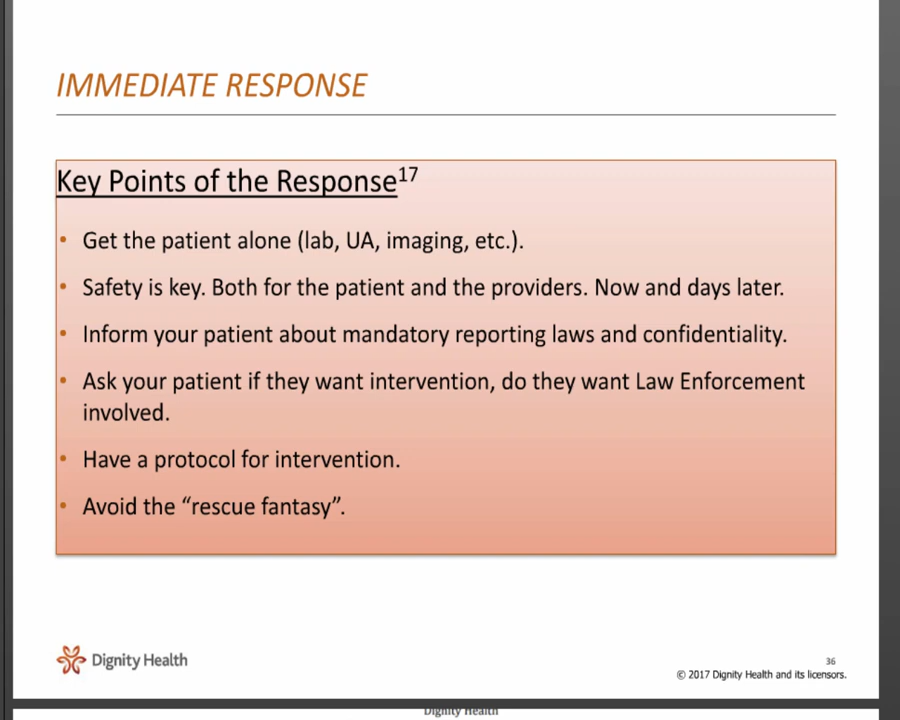 IMMEDIATE RESPONSE
Key Points of the Response17
• Get the patient alone (lab, UA, imaging, etc.).
• Safety is key. Both for the patient and the providers. Now and days later.
• Inform your patient about mandatory reporting laws and confidentiality.
• Ask your patient if they want intervention, do they want Law Enforcement
involved.
• Have a protocol for intervention.
• Avoid the “rescue fantasy”.
Dignity Health
36
© 2017 Dignity Health and its licensors.
Dignity Health